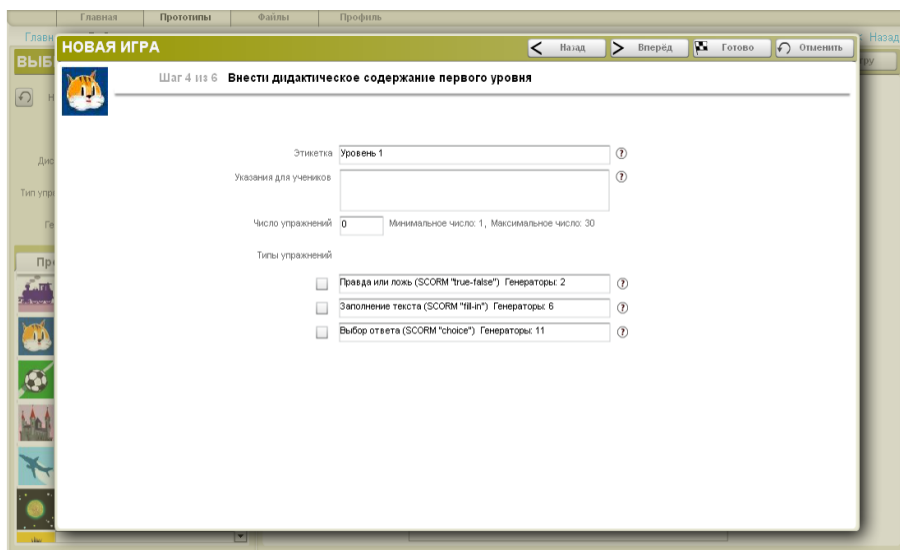 Главная Прототипы Файлы Профиль
Главн Назад
ВЫБ
НОВАЯ ИГРА Назад Вперёд Готово Отменить
Шаг 4 из 6 Внести дидактическое содержание первого уровня
Этикетка Уровень 1
Указания для учеников
Число упражнений 0 Минимальное число: 1, Максимальное число: 30
Типы упражнений
Правда или ложь (SCORM "true-false") Генераторы: 2
Заполнение текста (SCORM "fill-in") Генераторы: 6
Выбор ответа (SCORM "choice") Генераторы: 11